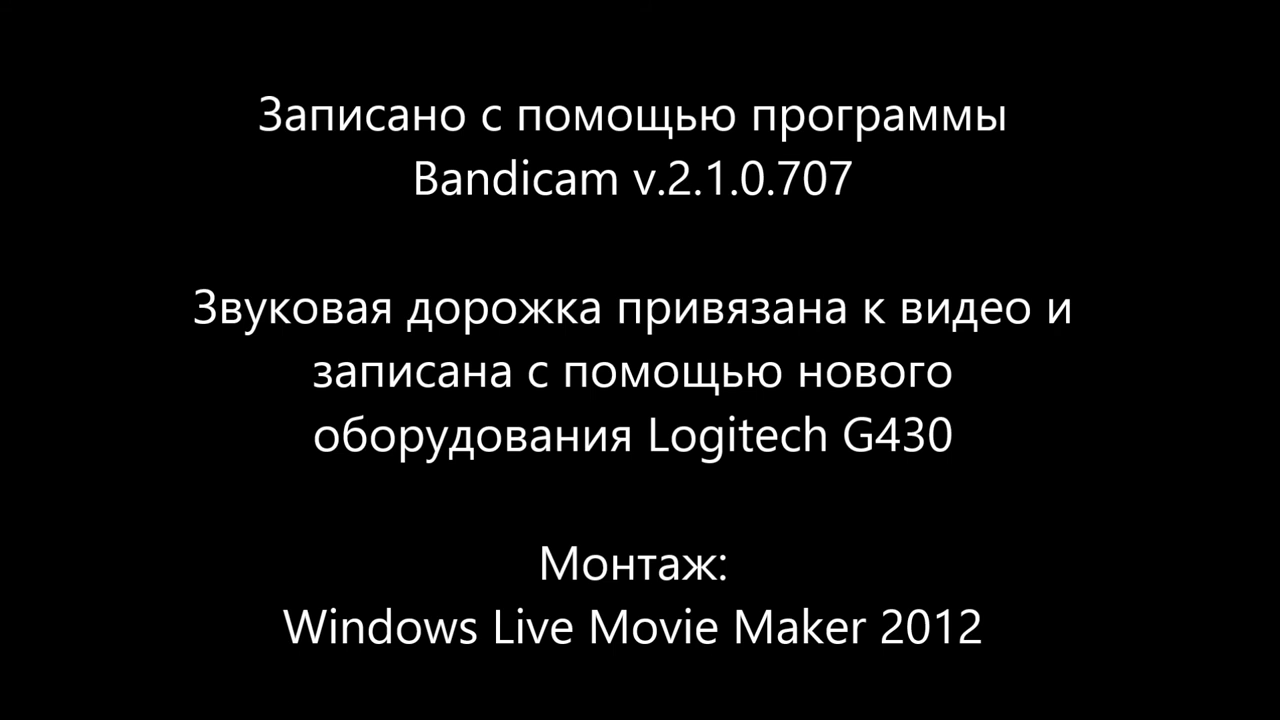 Записано с помощью программы
Bandicam v.2.1.0.707
Звуковая дорожка привязана к видео и
записана с помощью нового
оборудования Logitech G430
Монтаж:
Windows Live Movie Maker 2012